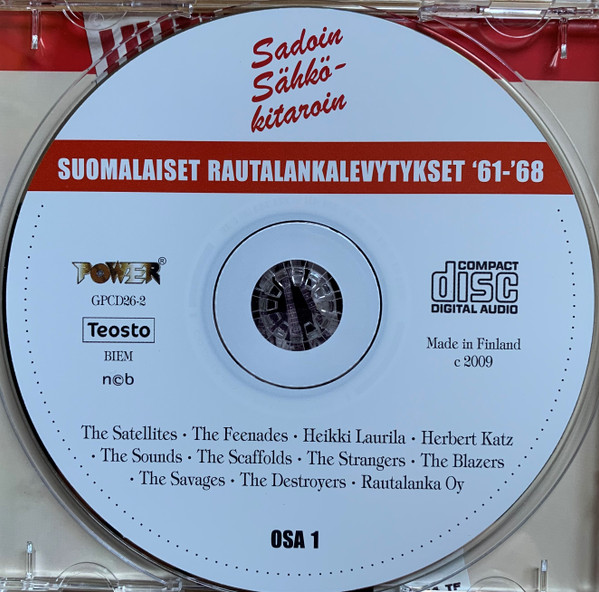 Sadoin
Sähkö-
kitaroin
SUOMALAISET RAUTALANKALEVYTYKSET ‘61-’68
POWER®
GPCD26-2
Teosto
BIEM
n©b
COMPACT
disc
DIGITAL AUDIO
Made in Finland
c 2009
The Satellites • The Feenades • Heikki Laurila • Herbert Katz
• The Sounds • The Scaffolds • The Strangers • The Blazers
• The Savages • The Destroyers • Rautalanka Oy
OSA 1